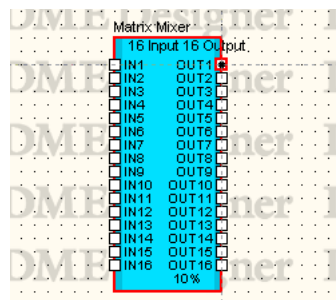 DME Designer
Matrix Mixer
16 Input 16 Output
IN1 OUT1
IN2 OUT2
IN3 OUT3
IN4 OUT4
IN5 OUT5
IN6 OUT6
IN7 OUT7
IN8 OUT8
IN9 OUT9
IN10 OUT10
IN11 OUT11
IN12 OUT12
IN13 OUT13
IN14 OUT14
IN15 OUT15
IN16 OUT16
10%